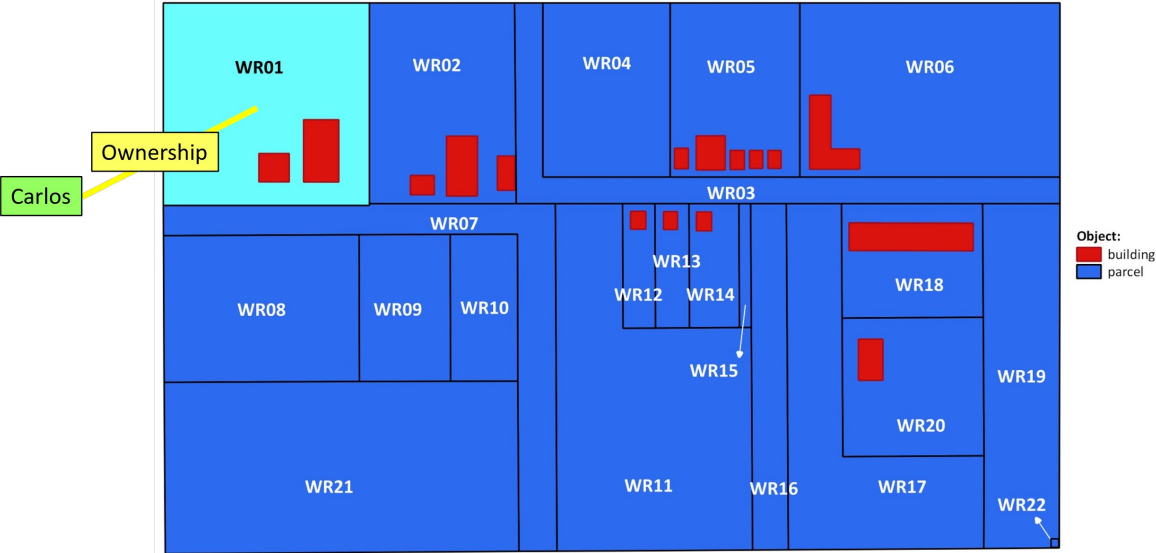 WR01
WR02
WR04
WR05
WR06
Ownership
Carlos
WR03
WR07
Object:
building
parcel
WR13
WR12
WR14
WR18
WR08
WR09
WR10
WR15
WR19
WR20
WR21
WR11
WR16
WR17
WR22